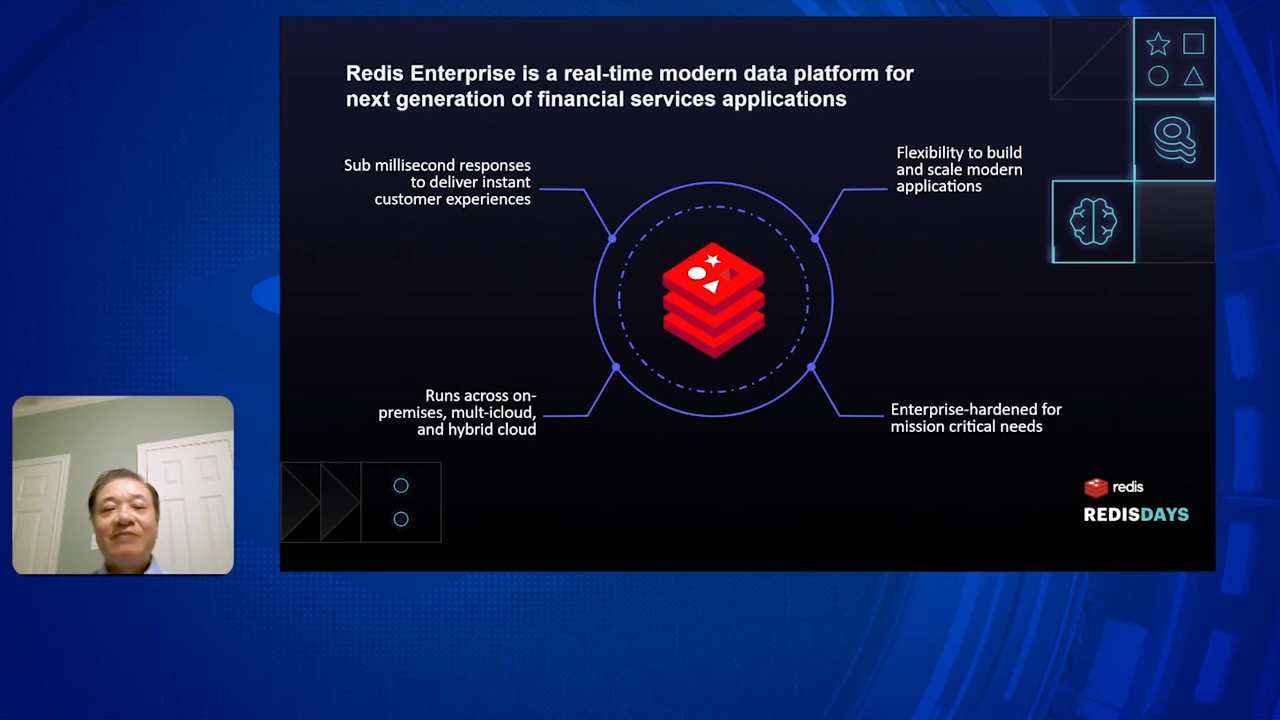 Redis Enterprise is a real-time modern data platform for
next generation of financial services applications
Sub millisecond responses
to deliver instant
customer experiences
Flexibility to build
and scale modern
applications
Runs across on-
premises, mult-icloud,
and hybrid cloud
Enterprise-hardened for
mission critical needs
redis
REDISDAYS